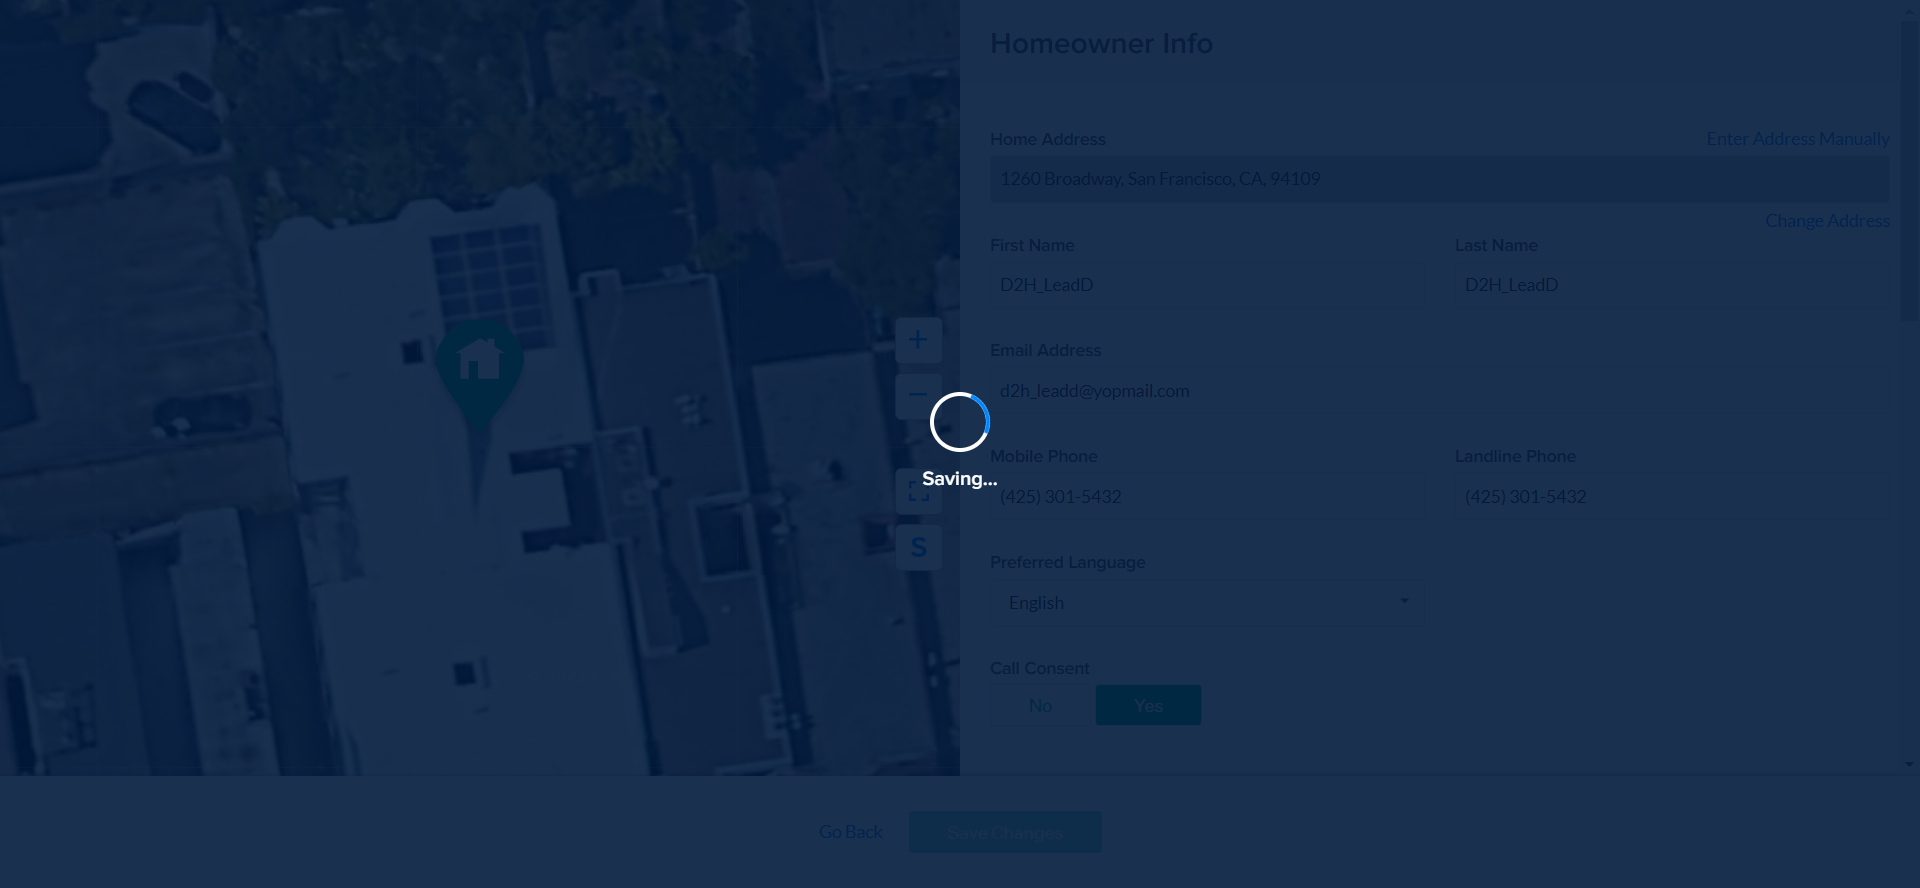 Homeowner Info
Home Address
Enter Address Manually
1260 Broadway, San Francisco, CA, 94109
Change Address
First Name
Last Name
D2H_LeadD
D2H_LeadD
Email Address
d2h_leadd@yopmail.com
Mobile Phone
Landline Phone
Saving...
(425) 301-5432
(425) 301-5432
S
Preferred Language
English
Call Consent
No
Yes
Go Back
Save Changes